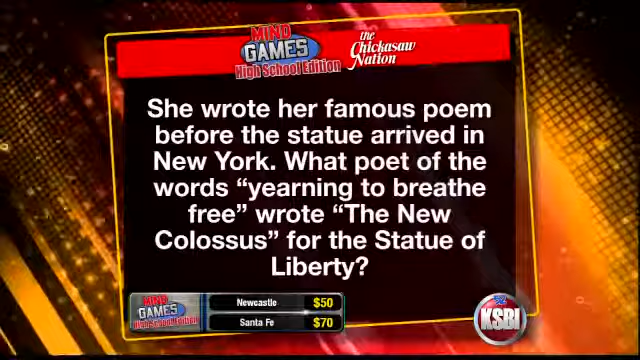 MIND
GAMES
High School Edition
the
Chickasaw
Nation
She wrote her famous poem
before the statue arrived in
New York. What poet of the
words “yearning to breathe
free” wrote “The New
Colossus” for the Statue of
Liberty?
MIND
GAMES
High School Edition
Newcastle $50
Santa Fe $70
52
KSBI